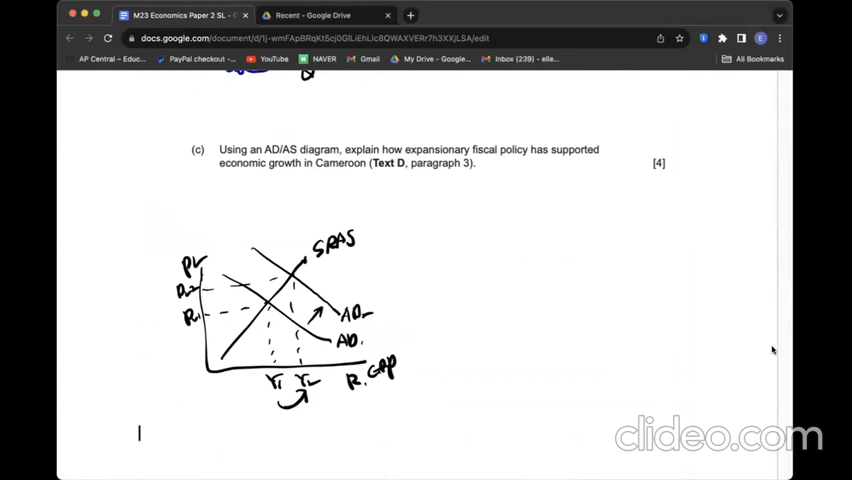 M23 Economics Paper 2 SL - G
Recent - Google Drive
docs.google.com/document/d/1j-wmFApBRqKt5cj0GILiEhLIc8QWAXVERr7h3XXjLSA/edit
AP Central – Educ...
PayPal checkout -...
YouTube
NAVER
Gmail
My Drive - Google...
Inbox (239) - elle...
All Bookmarks
Q
(c) Using an AD/AS diagram, explain how expansionary fiscal policy has supported
economic growth in Cameroon (Text D, paragraph 3). [4]
PL
SRAS
PL2
PL1
AD2
AD1
Y1 Y2 R. GDP
clideo.com